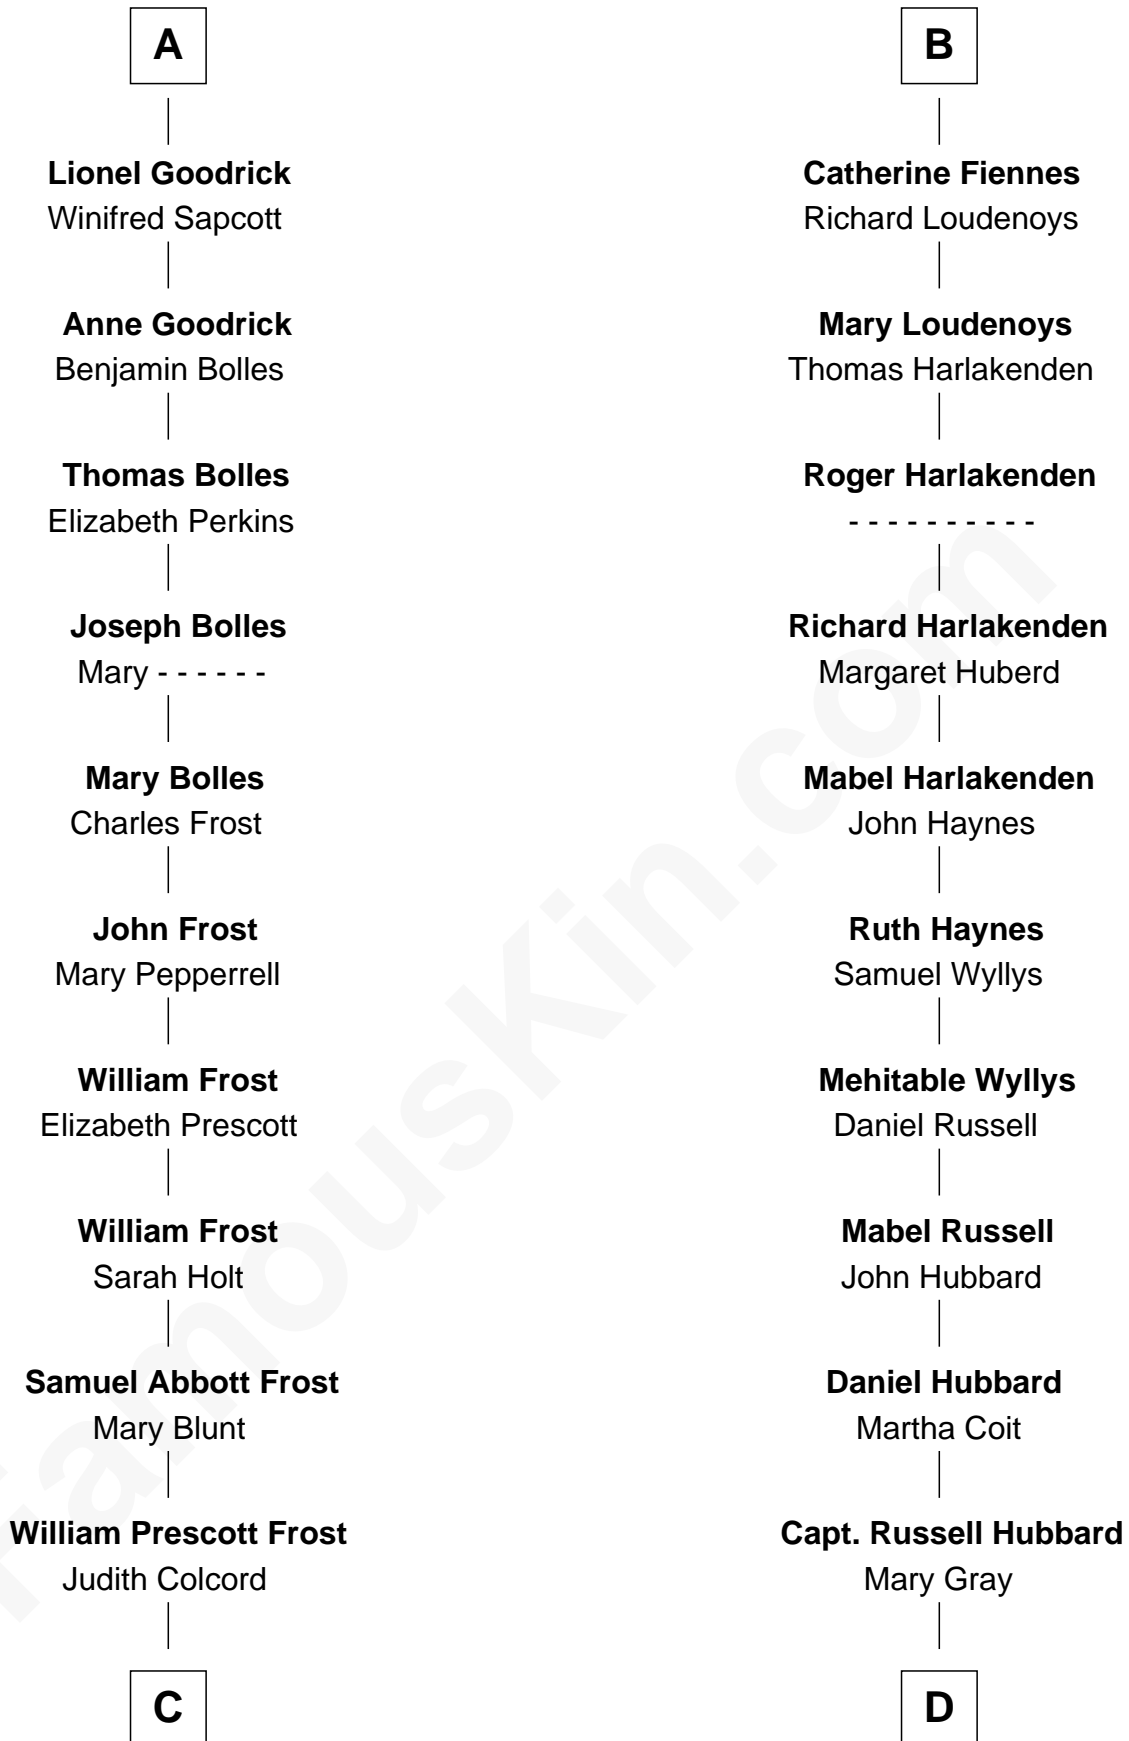 A
Lionel Goodrick
Winifred Sapcott
Anne Goodrick
Benjamin Bolles
Thomas Bolles
Elizabeth Perkins
Joseph Bolles
Mary - - - - - -
Mary Bolles
Charles Frost
John Frost
Mary Pepperrell
William Frost
Elizabeth Prescott
William Frost
Sarah Holt
Samuel Abbott Frost
Mary Blunt
William Prescott Frost
Judith Colcord
C
B
Catherine Fiennes
Richard Loudenoys
Mary Loudenoys
Thomas Harlakenden
Roger Harlakenden
- - - - - - - - - -
Richard Harlakenden
Margaret Huberd
Mabel Harlakenden
John Haynes
Ruth Haynes
Samuel Wyllys
Mehitable Wyllys
Daniel Russell
Mabel Russell
John Hubbard
Daniel Hubbard
Martha Coit
Capt. Russell Hubbard
Mary Gray
D
FamousKin.com